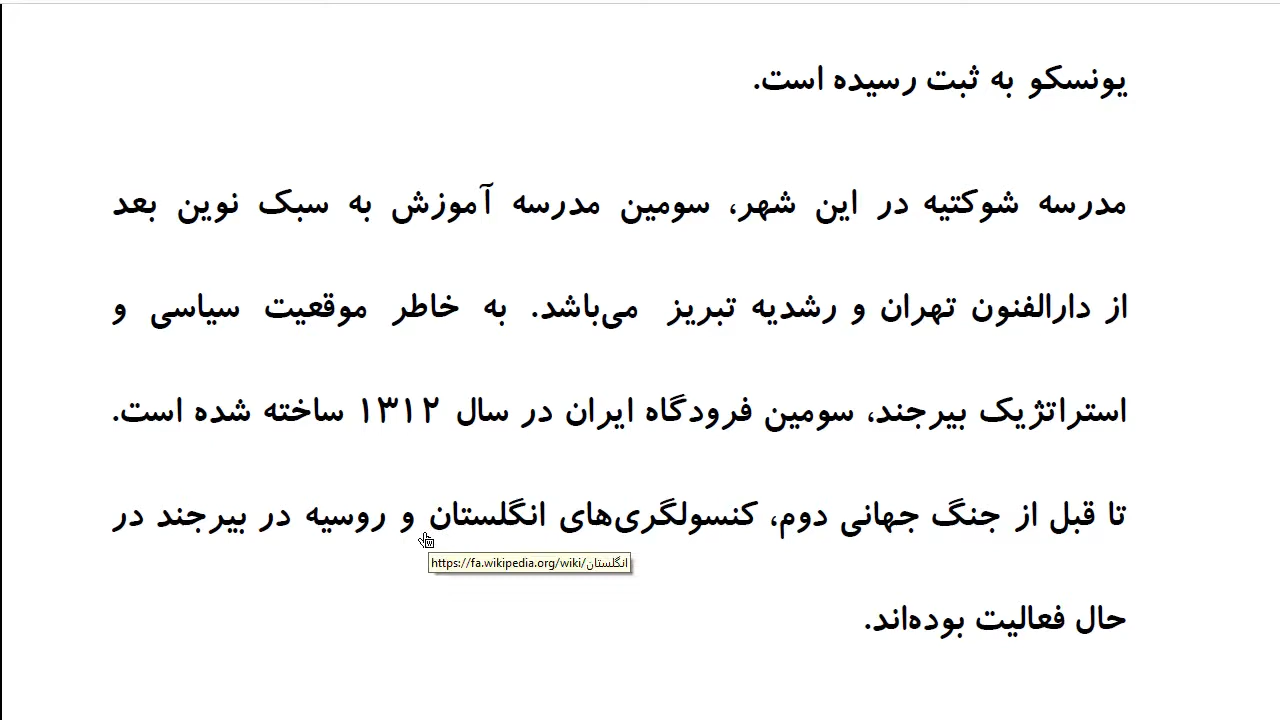 یونسکو به ثبت رسیده است.
مدرسه شوکتیه در این شهر، سومین مدرسه آموزش به سبک نوین بعد
از دارالفنون تهران و رشدیه تبریز می‌باشد. به خاطر موقعیت سیاسی و
استراتژیک بیرجند، سومین فرودگاه ایران در سال ۱۳۱۲ ساخته شده است.
تا قبل از جنگ جهانی دوم، کنسولگری‌های انگلستان و روسیه در بیرجند در
https://fa.wikipedia.org/wiki/انگلستان
حال فعالیت بوده‌اند.